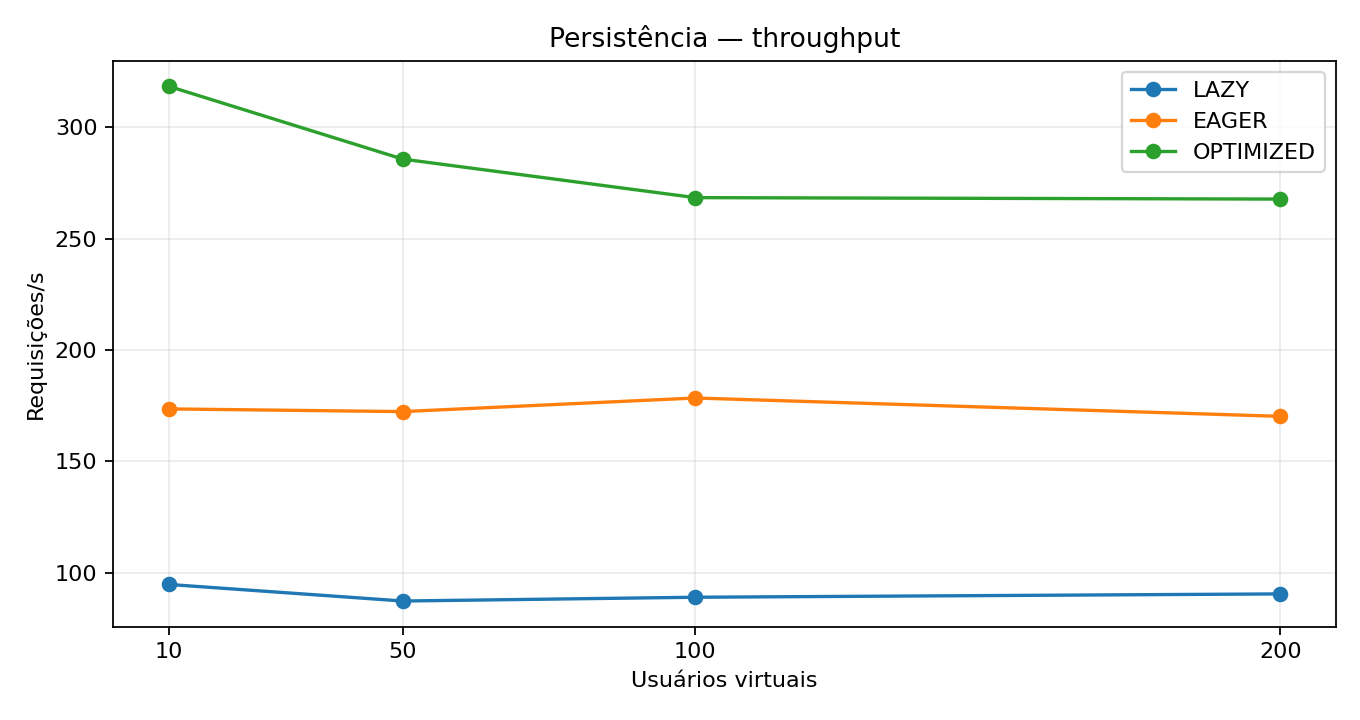 Persistência — throughput
LAZY
EAGER
OPTIMIZED
Requisições/s
300
250
200
150
100
10 50 100 200
Usuários virtuais